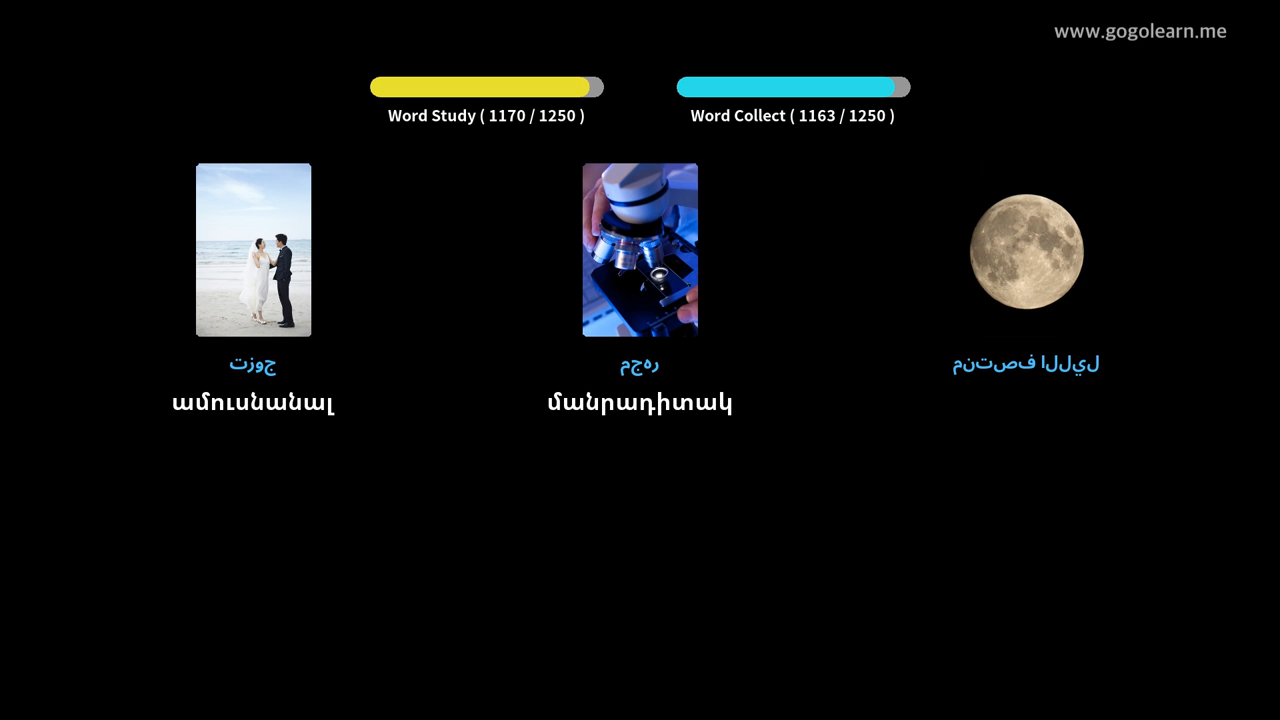 www.gogolearn.me
Word Study ( 1170 / 1250 )
Word Collect ( 1163 / 1250 )
تزوج
مجهر
منتصف الليل
ամուսնանալ
մանրադիտակ